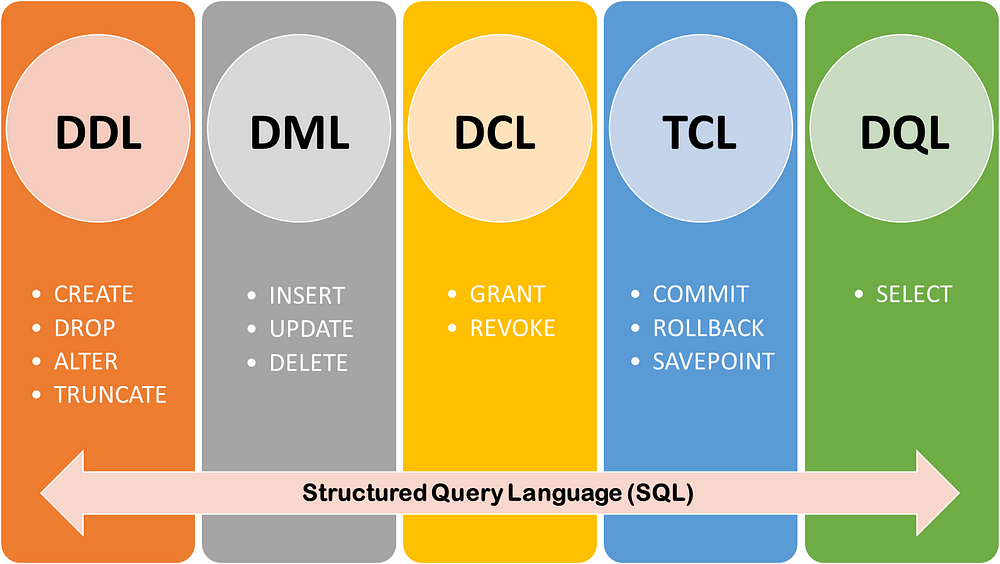 DDL
• CREATE
• DROP
• ALTER
• TRUNCATE
DML
• INSERT
• UPDATE
• DELETE
DCL
• GRANT
• REVOKE
TCL
• COMMIT
• ROLLBACK
• SAVEPOINT
DQL
• SELECT
Structured Query Language (SQL)